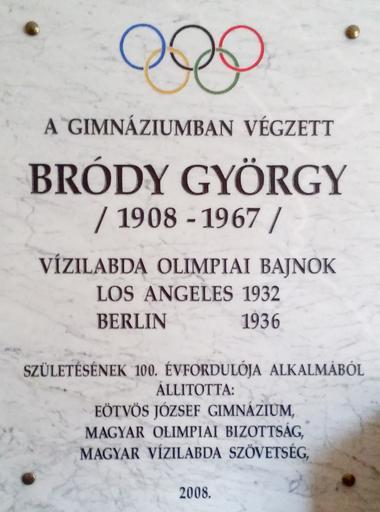 A GIMNÁZIUMBAN VÉGZETT
BRÓDY GYÖRGY
/ 1908 - 1967 /
VÍZILABDA OLIMPIAI BAJNOK
LOS ANGELES 1932
BERLIN 1936
SZÜLETÉSÉNEK 100. ÉVFORDULÓJA ALKALMÁBÓL
ÁLLITOTTA:
EÖTVÖS JÓZSEF GIMNÁZIUM,
MAGYAR OLIMPIAI BIZOTTSÁG,
MAGYAR VÍZILABDA SZÖVETSÉG,
2008.